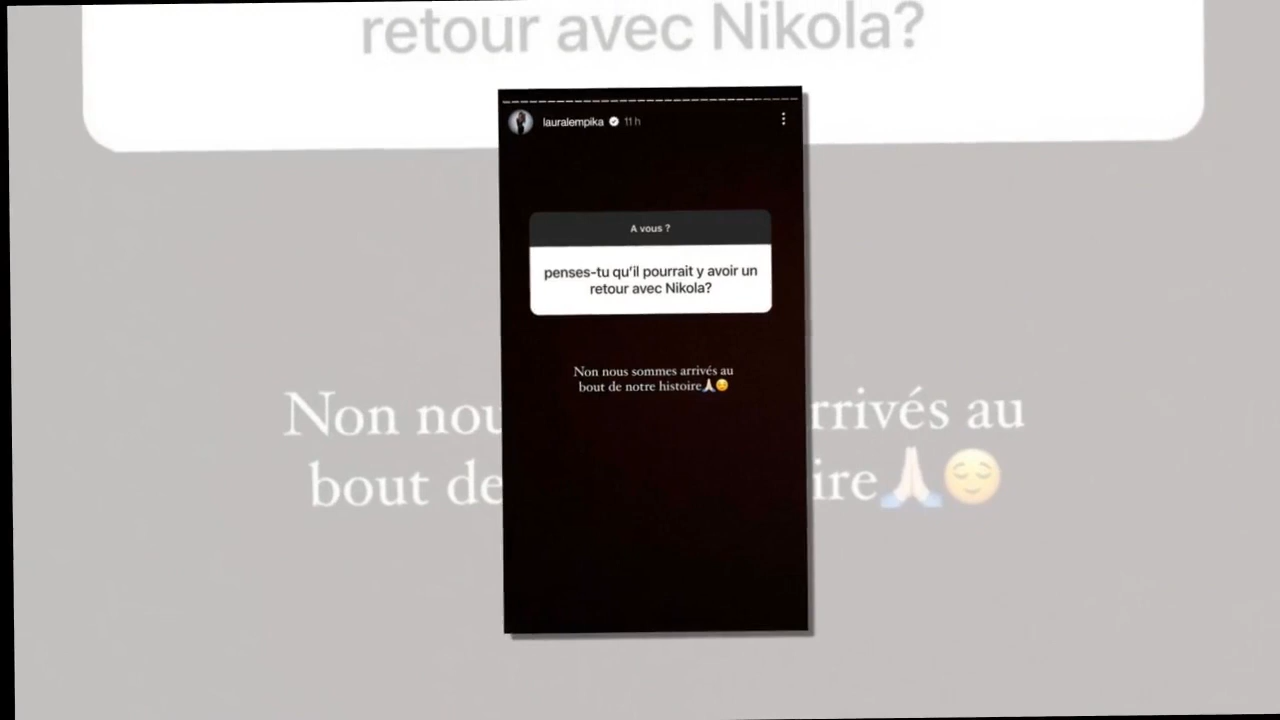 retour avec Nikola?
lauralempika 11 h
A vous ?
penses-tu qu'il pourrait y avoir un
retour avec Nikola?
Non nous sommes arrivés au
bout de notre histoire🙏🏻😌
Non nou rrivés au
bout de ire🙏🏻😌